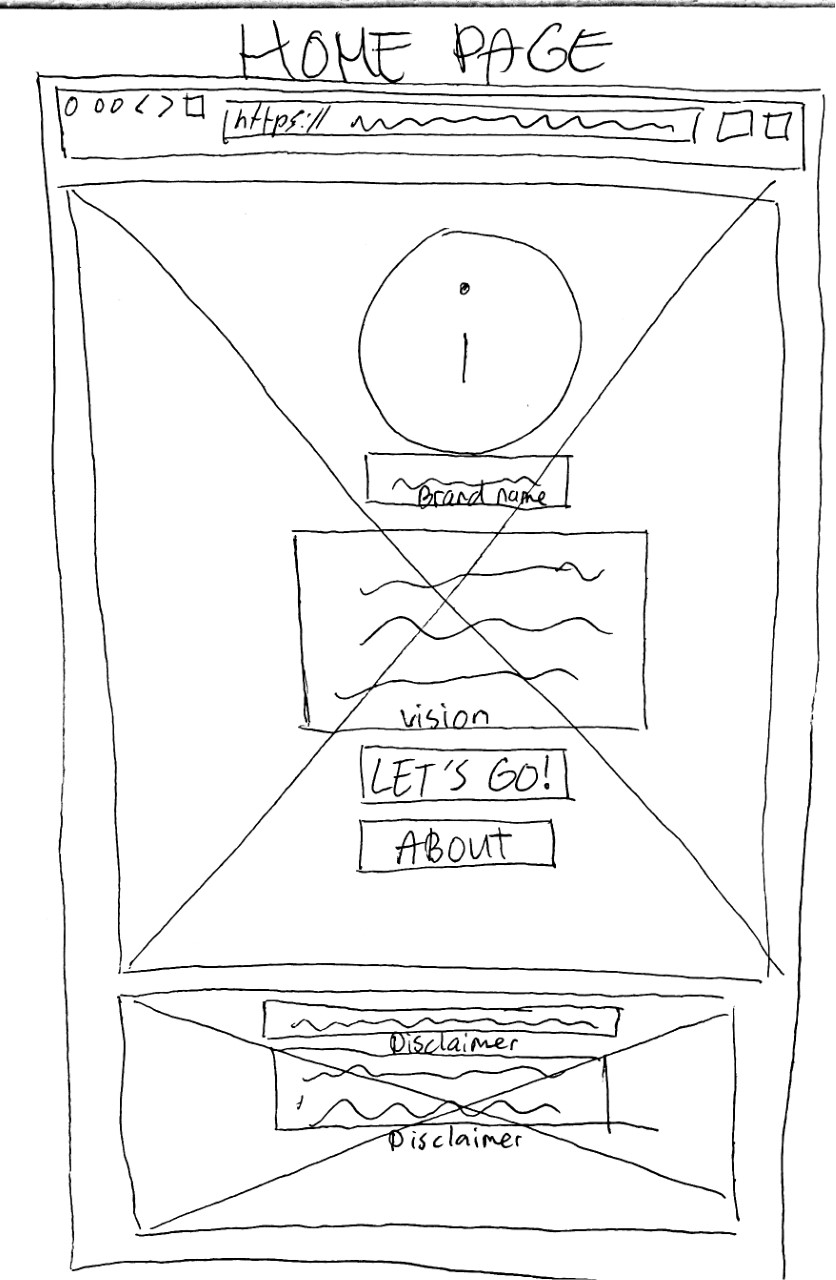 HOME PAGE
https://
i
Brand name
vision
LET'S GO!
ABOUT
Disclaimer
Disclaimer